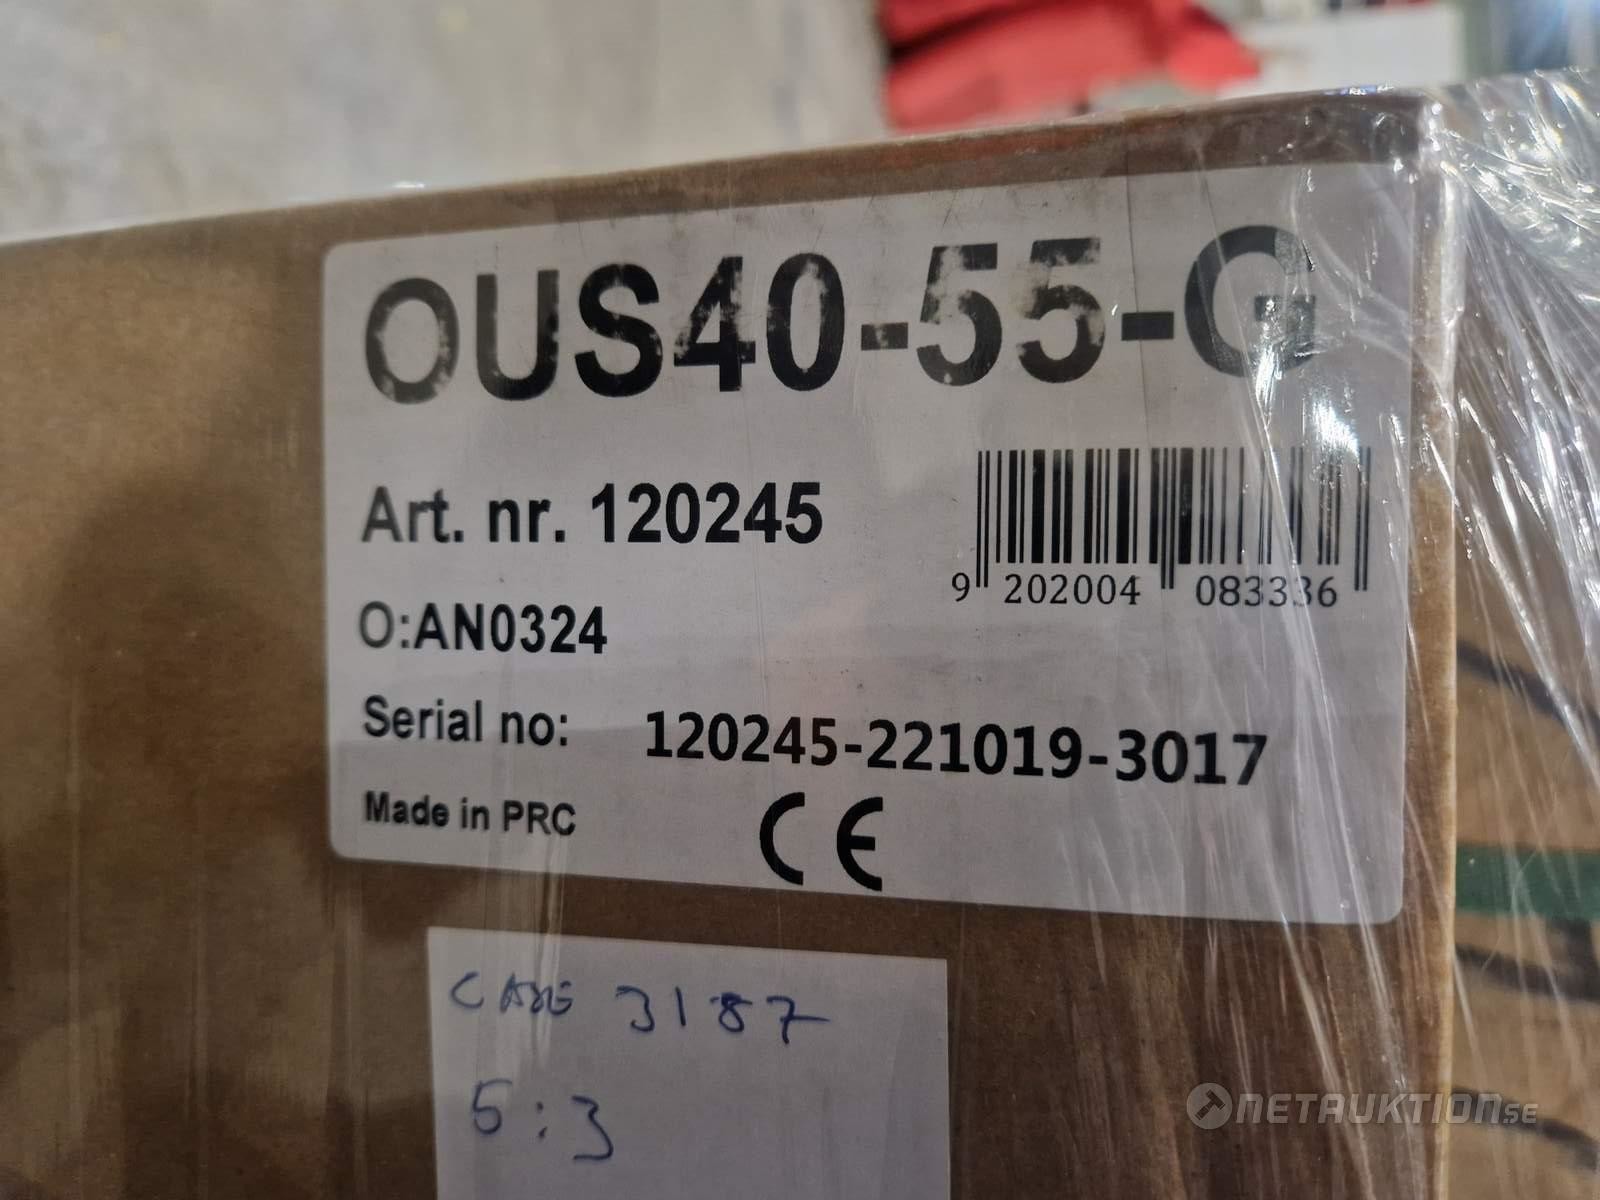 OUS40-55-G
Art. nr. 120245
9 202004 083336
O:AN0324
Serial no: 120245-221019-3017
Made in PRC
CE
3187
5:3
NETAUKTION.SE